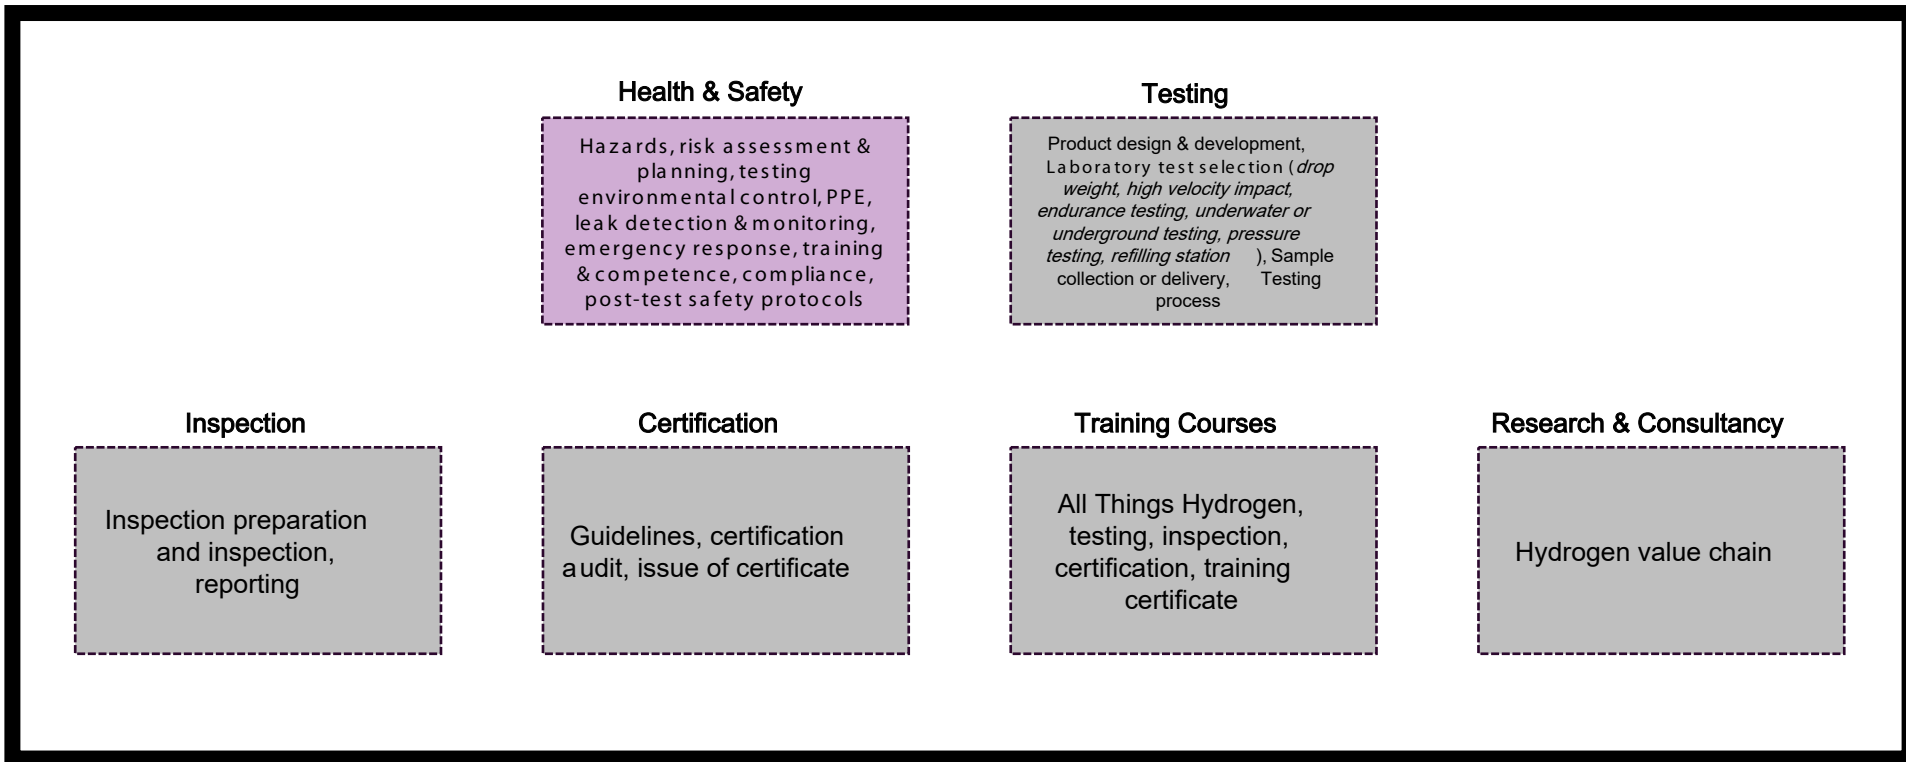 Health & Safety
Hazards, risk assessment &
planning, testing
environmental control, PPE,
leak detection & monitoring,
emergency response, training
& competence, compliance,
post-test safety protocols
Testing
Product design & development,
Laboratory test selection (drop
weight, high velocity impact,
endurance testing, underwater or
underground testing, pressure
testing, refilling station ), Sample
collection or delivery, Testing
process
Inspection
Inspection preparation
and inspection,
reporting
Certification
Guidelines, certification
audit, issue of certificate
Training Courses
All Things Hydrogen,
testing, inspection,
certification, training
certificate
Research & Consultancy
Hydrogen value chain